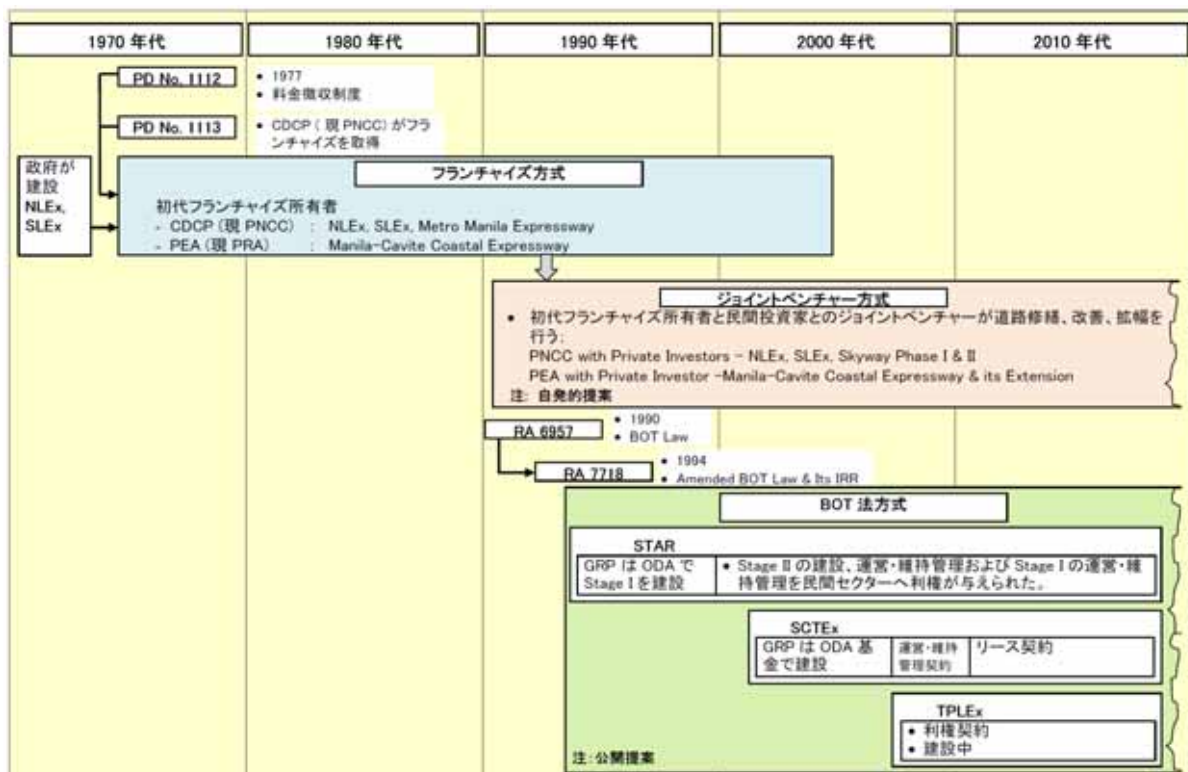 1970 年代
1980 年代
1990 年代
2000 年代
2010 年代
PD No. 1112
• 1977
• 料金徴収制度
PD No. 1113
• CDCP ( 現 PNCC) がフラ
ンチャイズを取得
政府が
建設
NLEx,
SLEx
フランチャイズ方式
初代フランチャイズ所有者
- CDCP (現 PNCC) : NLEx, SLEx, Metro Manila Expressway
- PEA (現 PRA) : Manila-Cavite Coastal Expressway
ジョイントベンチャー方式
• 初代フランチャイズ所有者と民間投資家とのジョイントベンチャーが道路修繕、改善、拡幅を
行う;
PNCC with Private Investors – NLEx, SLEx, Skyway Phase I & II
PEA with Private Investor –Manila-Cavite Coastal Expressway & its Extension
注: 自発的提案
RA 6957
• 1990
• BOT Law
RA 7718
• 1994
• Amended BOT Law & Its IRR
BOT 法方式
STAR
GRP は ODA で
Stage I を建設
• Stage II の建設、運営・維持管理および Stage I の運営・維
持管理を民間セクターへ利権が与えられた。
SCTEx
GRP は ODA 基
金で建設
運営・維持
管理契約
リース契約
TPLEx
• 利権契約
• 建設中
注:公開提案